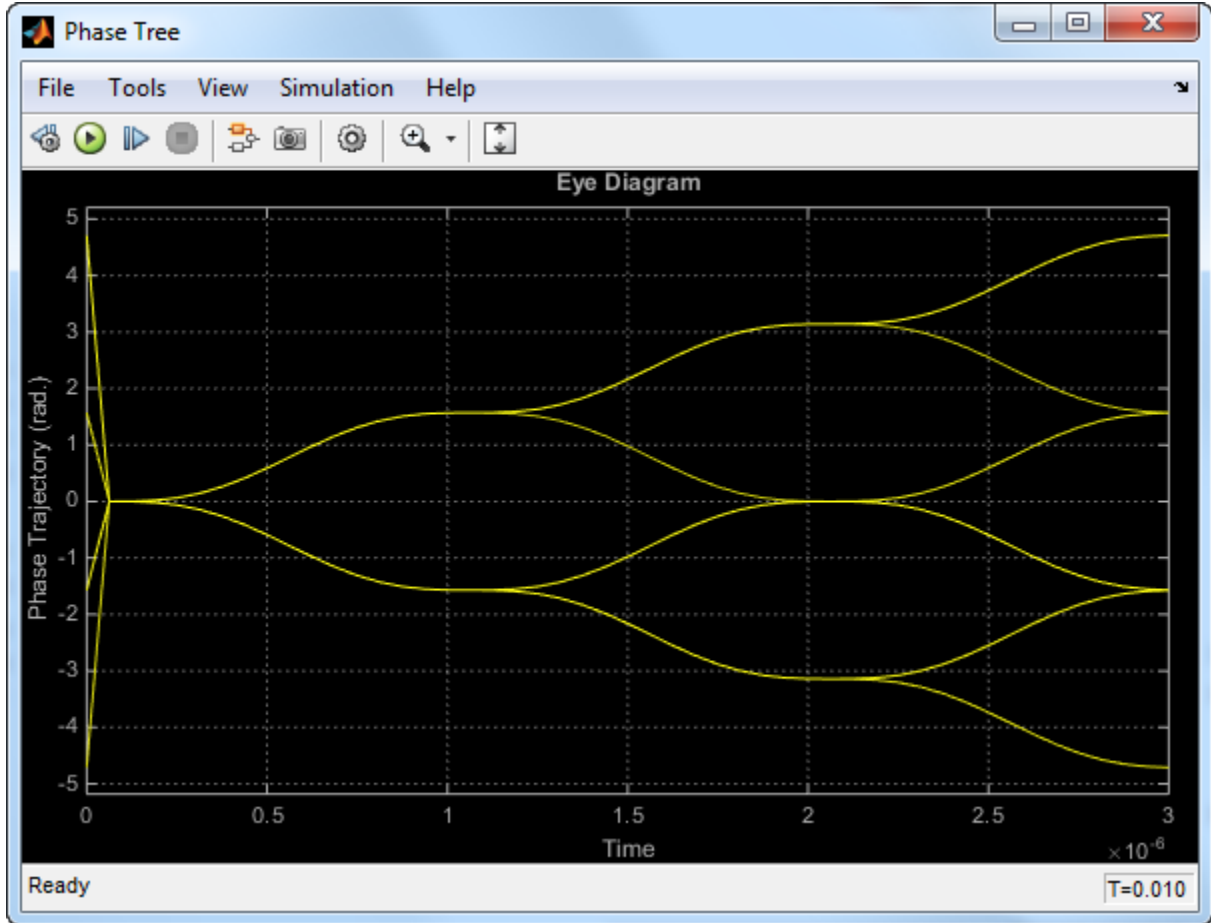 Phase Tree
File Tools View Simulation Help
Eye Diagram
5
4
3
2
1
0
-1
-2
-3
-4
-5
Phase Trajectory (rad.)
0 0.5 1 1.5 2 2.5 3
Time
×10⁻⁶
Ready T=0.010